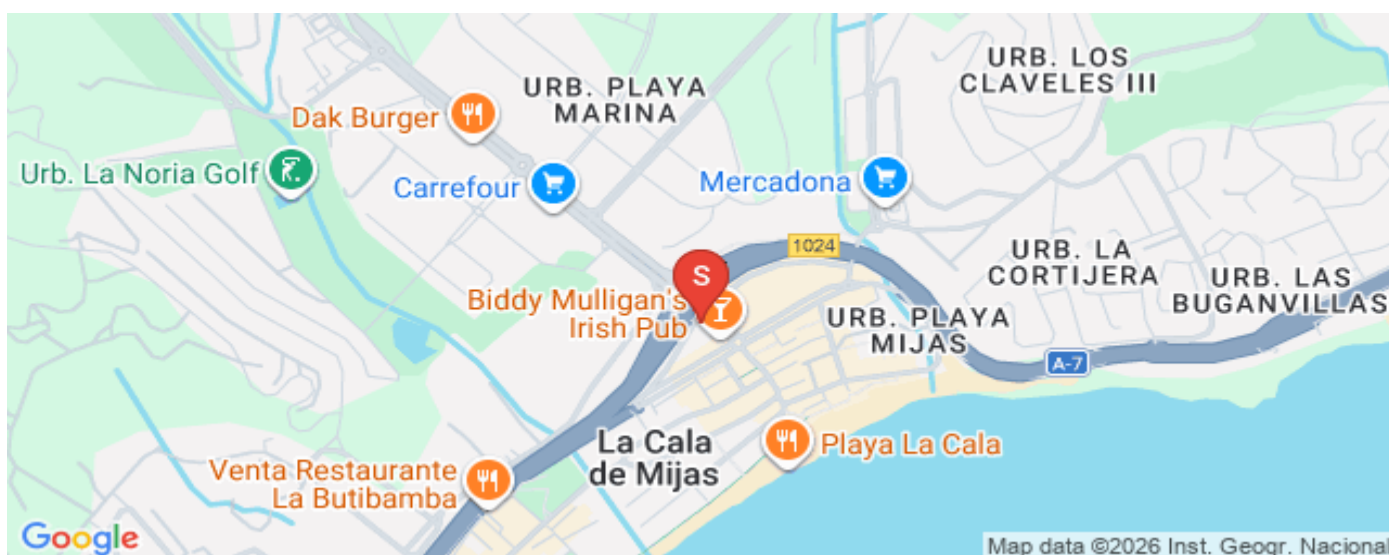 URB. LOS
CLAVELES III
URB. PLAYA
MARINA
Dak Burger
Urb. La Noria Golf
Carrefour
Mercadona
1024
URB. LA
CORTIJERA
URB. LAS
BUGANVILLAS
S
Biddy Mulligan's
Irish Pub
URB. PLAYA
MIJAS
A-7
La Cala
de Mijas
Playa La Cala
Venta Restaurante
La Butibamba
Google
Map data ©2026 Inst. Geogr. Nacional